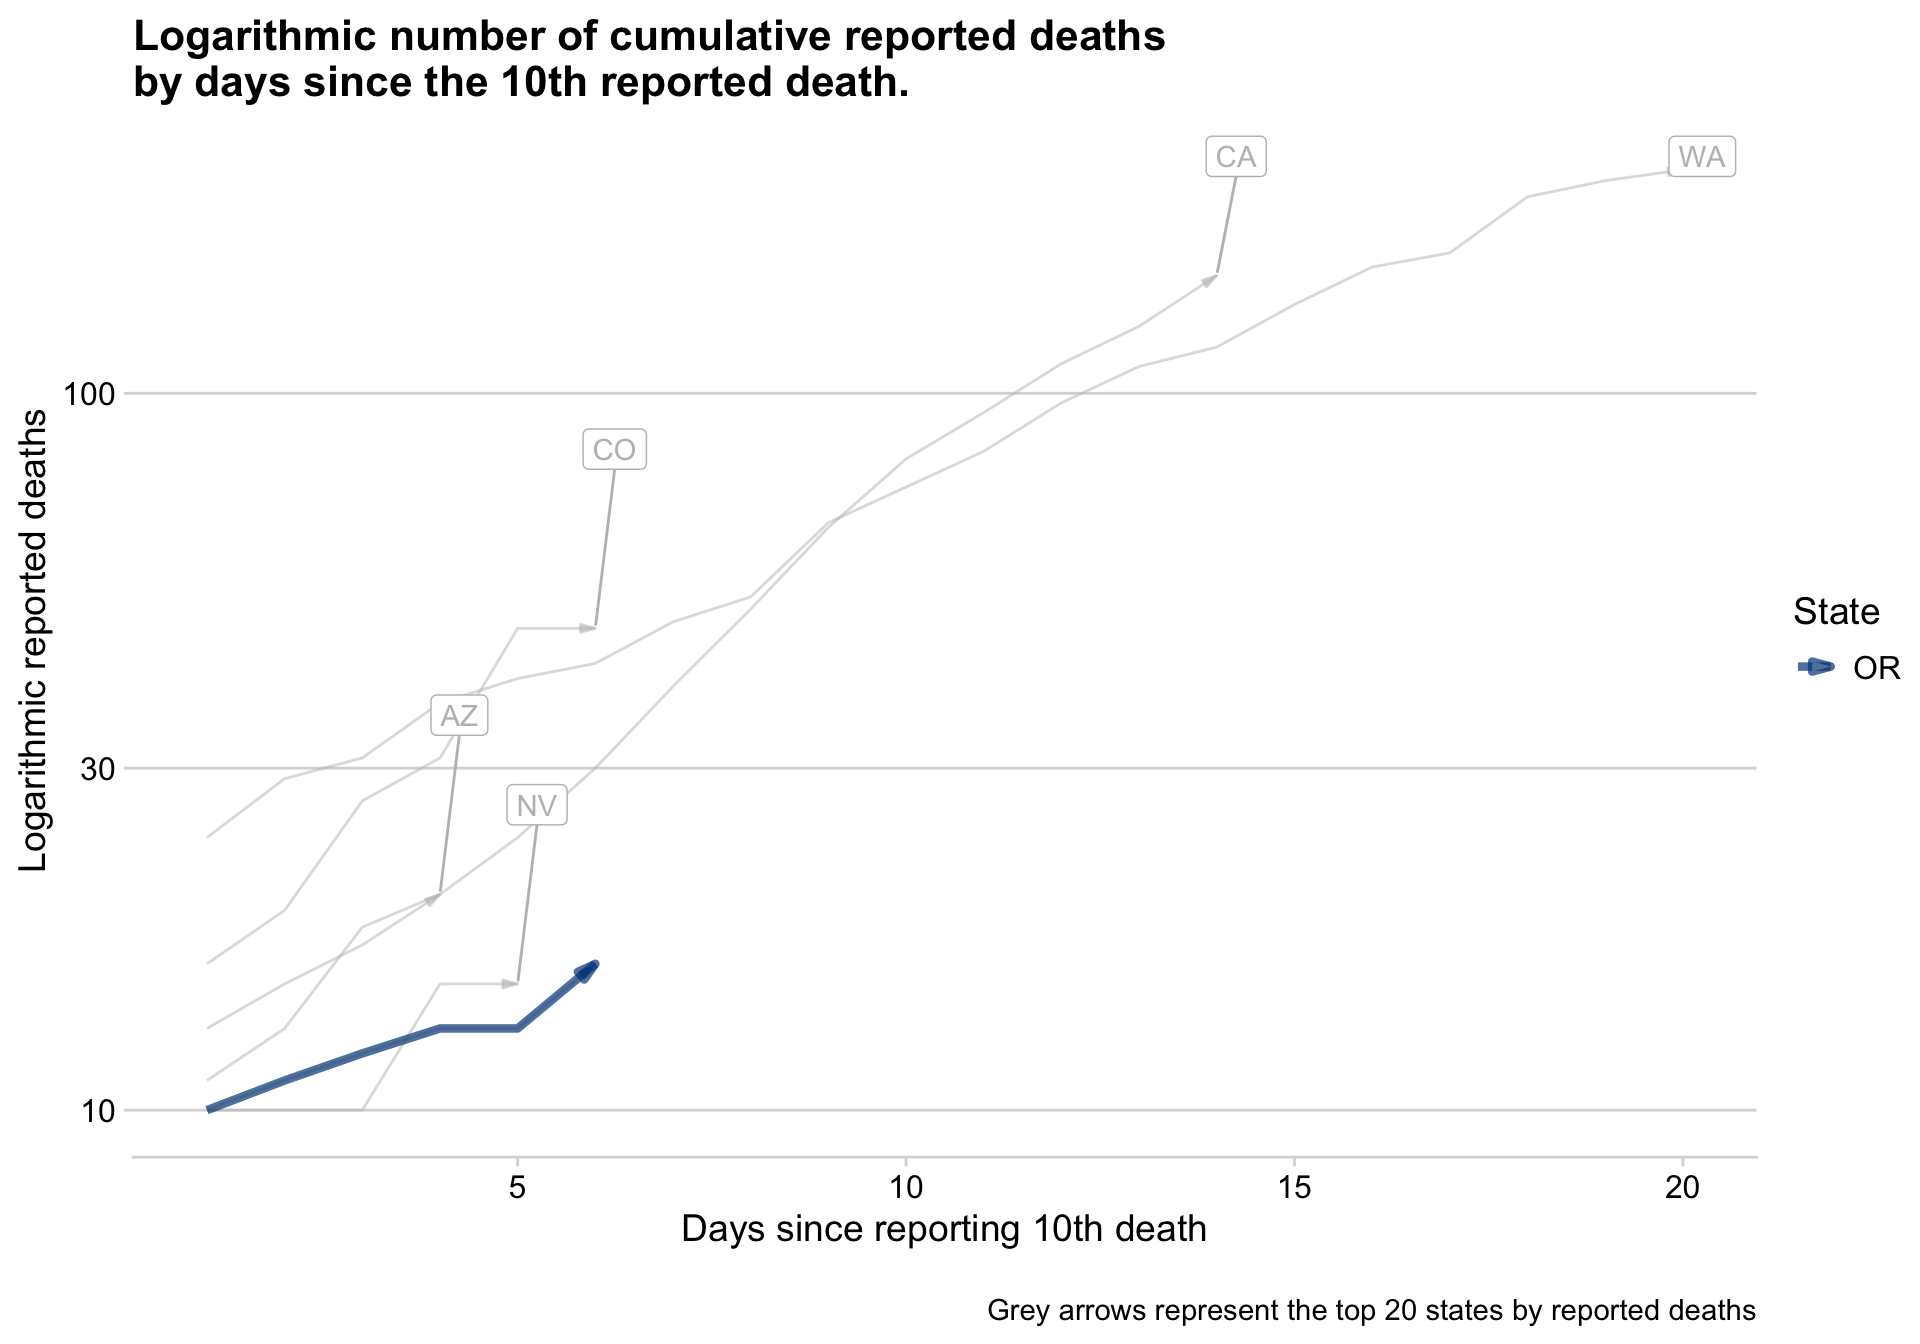 Logarithmic number of cumulative reported deaths
by days since the 10th reported death.
CA
WA
100
CO
Logarithmic reported deaths
State
OR
AZ
30
NV
10
5
10
15
20
Days since reporting 10th death
Grey arrows represent the top 20 states by reported deaths